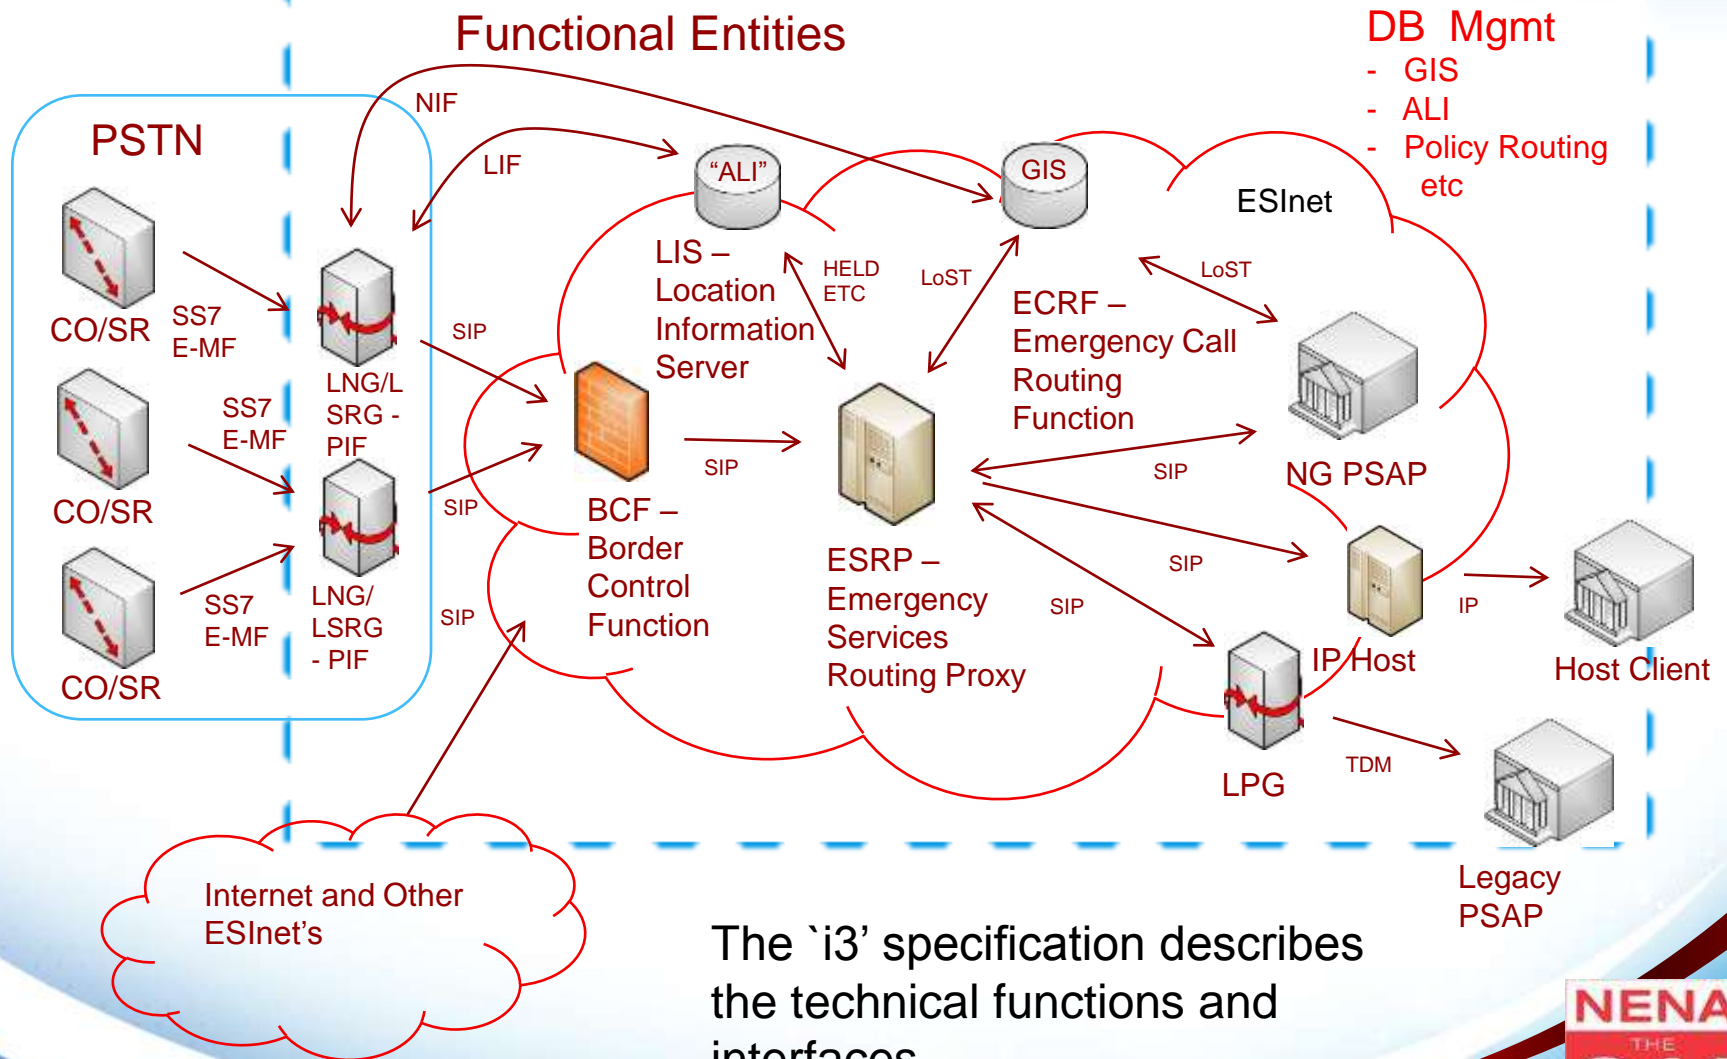 Functional Entities
DB Mgmt
- GIS
- ALI
- Policy Routing
etc
PSTN
NIF
LIF
"ALI"
GIS
ESInet
CO/SR
SS7
E-MF
LNG/L
SRG -
PIF
SIP
LIS –
Location
Information
Server
HELD
ETC
LoST
ECRF –
Emergency Call
Routing
Function
LoST
CO/SR
SS7
E-MF
LNG/
LSRG
- PIF
SIP
BCF –
Border
Control
Function
SIP
ESRP –
Emergency
Services
Routing Proxy
SIP
NG PSAP
CO/SR
SS7
E-MF
SIP
SIP
IP Host
IP
Host Client
SIP
LPG
TDM
Legacy
PSAP
Internet and Other
ESInet's
The `i3' specification describes
the technical functions and
interfaces
NENA
THE